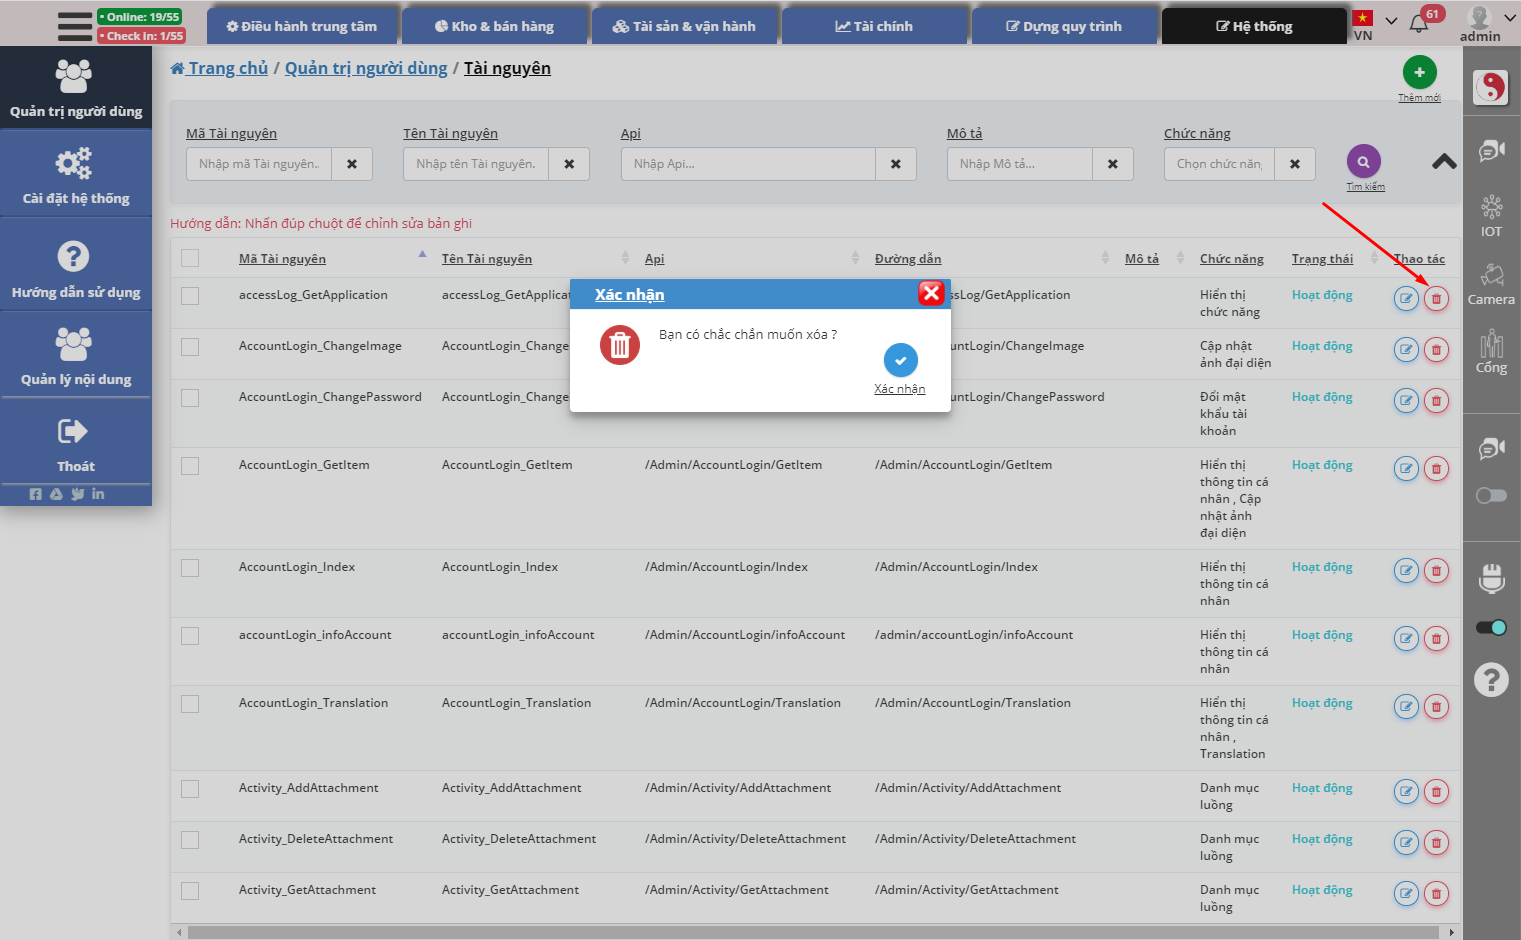 • Online: 19/55
• Check in: 1/55
Điều hành trung tâm
Kho & bán hàng
Tài sản & vận hành
Tài chính
Dựng quy trình
Hệ thống
VN
61
admin
Quản trị người dùng
Cài đặt hệ thống
Hướng dẫn sử dụng
Quản lý nội dung
Thoát
Trang chủ / Quản trị người dùng / Tài nguyên
Thêm mới
Mã Tài nguyên
Tên Tài nguyên
Api
Mô tả
Chức năng
Nhập mã Tài nguyên..
Nhập tên Tài nguyên.
Nhập Api...
Nhập Mô tả...
Chọn chức năn
Tìm kiếm
Hướng dẫn: Nhấn đúp chuột để chỉnh sửa bản ghi
Mã Tài nguyên Tên Tài nguyên Api Đường dẫn Mô tả Chức năng Trạng thái Thao tác
accessLog_GetApplication accessLog_GetApplicat ssLog/GetApplication Hiển thị Hoạt động
chức năng
AccountLogin_ChangeImage AccountLogin_Change untLogin/ChangeImage Cập nhật Hoạt động
ảnh đại diện
AccountLogin_ChangePassword AccountLogin_Change untLogin/ChangePassword Đổi mật Hoạt động
khẩu tài
khoản
AccountLogin_GetItem AccountLogin_GetItem /Admin/AccountLogin/GetItem /Admin/AccountLogin/GetItem Hiển thị Hoạt động
thông tin cá
nhân , Cập
nhật ảnh
đại diện
AccountLogin_Index AccountLogin_Index /Admin/AccountLogin/Index /Admin/AccountLogin/Index Hiển thị Hoạt động
thông tin cá
nhân
accountLogin_infoAccount accountLogin_infoAccount /Admin/AccountLogin/infoAccount /admin/accountLogin/infoAccount Hiển thị Hoạt động
thông tin cá
nhân
AccountLogin_Translation AccountLogin_Translation /Admin/AccountLogin/Translation /Admin/AccountLogin/Translation Hiển thị Hoạt động
thông tin cá
nhân ,
Translation
Activity_AddAttachment Activity_AddAttachment /Admin/Activity/AddAttachment /Admin/Activity/AddAttachment Danh mục Hoạt động
luồng
Activity_DeleteAttachment Activity_DeleteAttachment /Admin/Activity/DeleteAttachment /Admin/Activity/DeleteAttachment Danh mục Hoạt động
luồng
Activity_GetAttachment Activity_GetAttachment /Admin/Activity/GetAttachment /Admin/Activity/GetAttachment Danh mục Hoạt động
luồng
Xác nhận
Bạn có chắc chắn muốn xóa ?
Xác nhận
IOT
Camera
Cổng